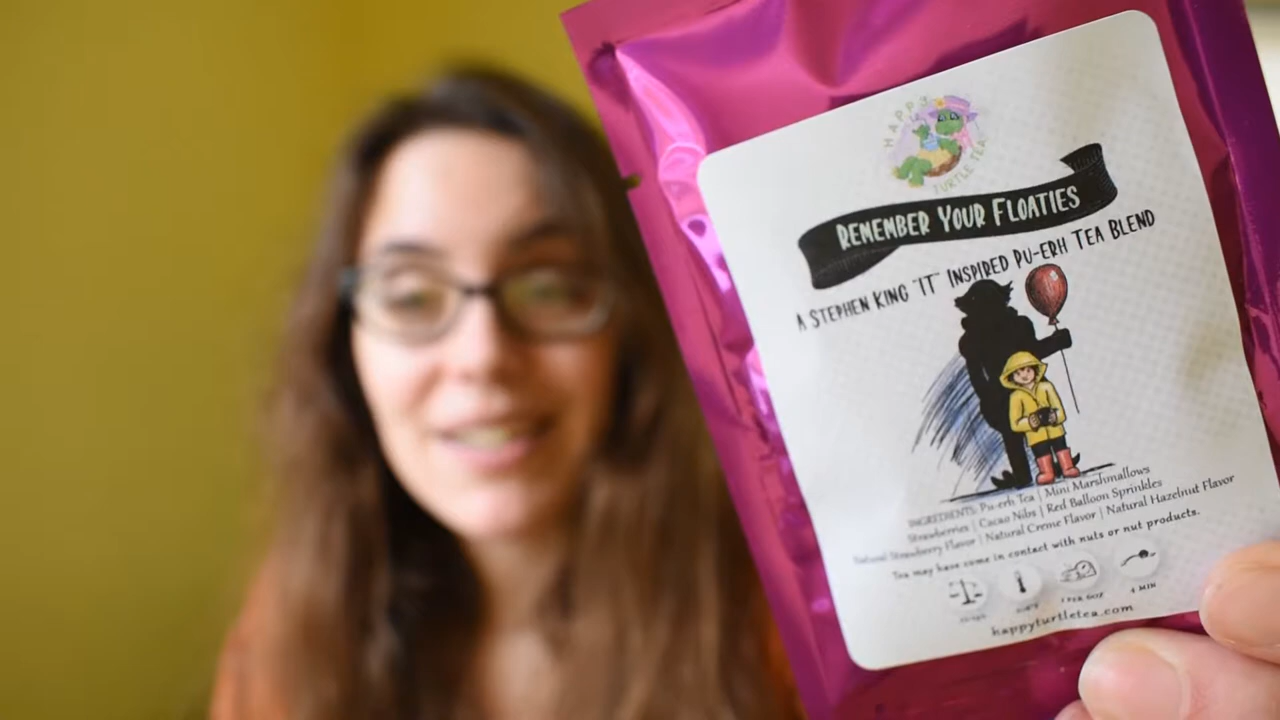 HAPPY
TURTLE TEA
REMEMBER YOUR FLOATIES
A STEPHEN KING "IT" INSPIRED PU-ERH TEA BLEND
INGREDIENTS: Pu-erh Tea | Mini Marshmallows
Strawberries | Cacao Nibs | Red Balloon Sprinkles
Natural Strawberry Flavor | Natural Creme Flavor | Natural Hazelnut Flavor
Tea may have come in contact with nuts or nut products.
4 MIN
happyturtletea.com